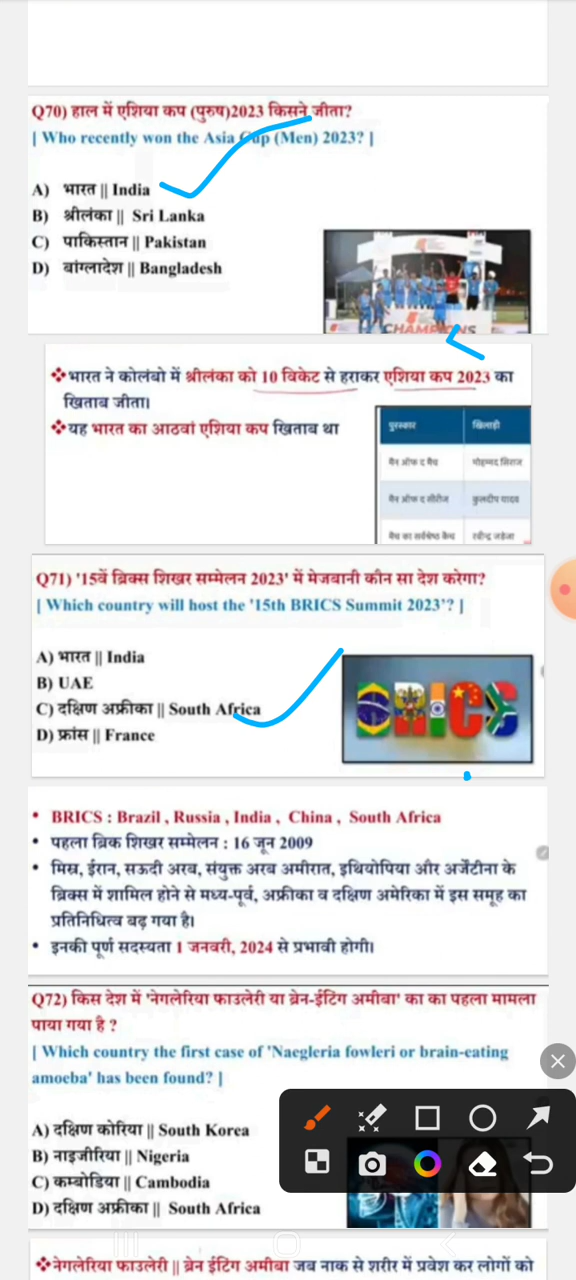 Q70) हाल में एशिया कप (पुरुष)2023 किसने जीता?
| Who recently won the Asia Cup (Men) 2023? |
A) भारत || India
B) श्रीलंका || Sri Lanka
C) पाकिस्तान || Pakistan
D) बांग्लादेश || Bangladesh
CHAMPIONS
❖भारत ने कोलंबो में श्रीलंका को 10 विकेट से हराकर एशिया कप 2023 का
खिताब जीता।
❖यह भारत का आठवां एशिया कप खिताब था
पुरस्कार खिलाड़ी
मैन ऑफ द मैच मोहम्मद सिराज
मैन ऑफ द सीरीज कुलदीप यादव
मैच का सर्वश्रेष्ठ कैच रवीन्द्र जडेजा
Q71) '15वें ब्रिक्स शिखर सम्मेलन 2023' में मेजबानी कौन सा देश करेगा?
| Which country will host the '15th BRICS Summit 2023'? |
A) भारत || India
B) UAE
C) दक्षिण अफ्रीका || South Africa
D) फ्रांस || France
BRICS
• BRICS : Brazil , Russia , India , China , South Africa
• पहला ब्रिक शिखर सम्मेलन : 16 जून 2009
• मिस्र, ईरान, सऊदी अरब, संयुक्त अरब अमीरात, इथियोपिया और अर्जेंटीना के
ब्रिक्स में शामिल होने से मध्य-पूर्व, अफ्रीका व दक्षिण अमेरिका में इस समूह का
प्रतिनिधित्व बढ़ गया है।
• इनकी पूर्ण सदस्यता 1 जनवरी, 2024 से प्रभावी होगी।
Q72) किस देश में 'नेगलेरिया फाउलेरी या ब्रेन-ईटिंग अमीबा' का का पहला मामला
पाया गया है ?
| Which country the first case of 'Naegleria fowleri or brain-eating
amoeba' has been found? |
A) दक्षिण कोरिया || South Korea
B) नाइजीरिया || Nigeria
C) कम्बोडिया || Cambodia
D) दक्षिण अफ्रीका || South Africa
❖नेगलेरिया फाउलेरी || ब्रेन ईटिंग अमीबा जब नाक से शरीर में प्रवेश कर लोगों को